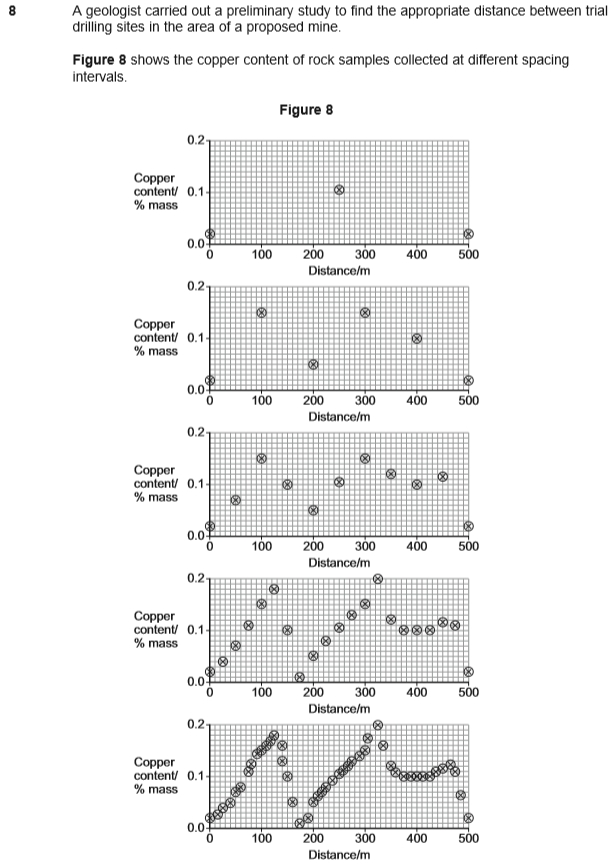 8 A geologist carried out a preliminary study to find the appropriate distance between trial
drilling sites in the area of a proposed mine.
Figure 8 shows the copper content of rock samples collected at different spacing
intervals.
Figure 8
0.2
Copper
content/ 0.1
% mass
0.0
0 100 200 300 400 500
Distance/m
0.2
Copper
content/ 0.1
% mass
0.0
0 100 200 300 400 500
Distance/m
0.2
Copper
content/ 0.1
% mass
0.0
0 100 200 300 400 500
Distance/m
0.2
Copper
content/ 0.1
% mass
0.0
0 100 200 300 400 500
Distance/m
0.2
Copper
content/ 0.1
% mass
0.0
0 100 200 300 400 500
Distance/m